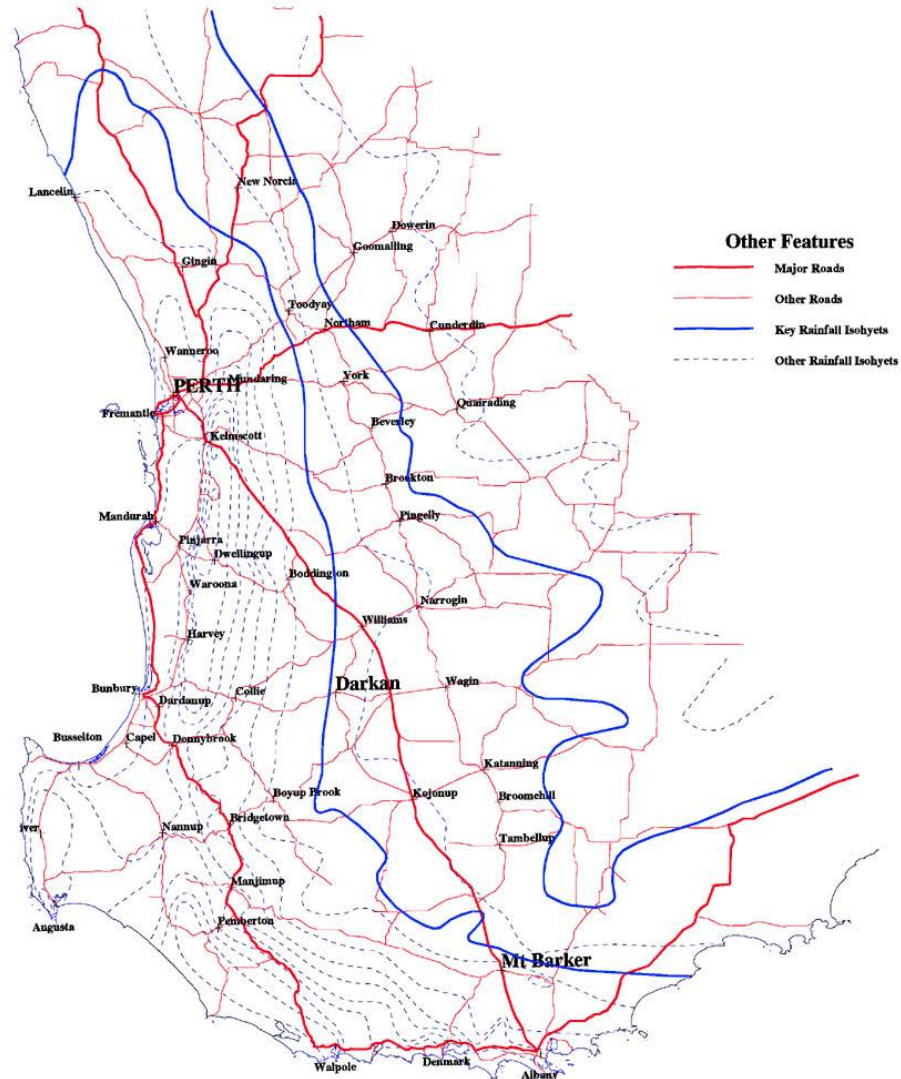 New Norcia
Lancelin
Dowerin
Goomalling
Gingin
Toodyay
Northam
Cunderdin
Wanneroo
Mundaring
PERTH
York
Fremantle
Quairading
Beverley
Kelmscott
Brookton
Mandurah
Pingelly
Pinjarra
Dwellingup
Boddington
Waroona
Narrogin
Williams
Harvey
Darkan
Wagin
Bunbury
Collie
Dardanup
Busselton
Capel
Donnybrook
Katanning
Boyup Brook
Kojonup
Broomehill
iver
Nannup
Bridgetown
Tambellup
Manjimup
Pemberton
Augusta
Mt Barker
Walpole
Denmark
Albany
Other Features
Major Roads
Other Roads
Key Rainfall Isohyets
Other Rainfall Isohyets